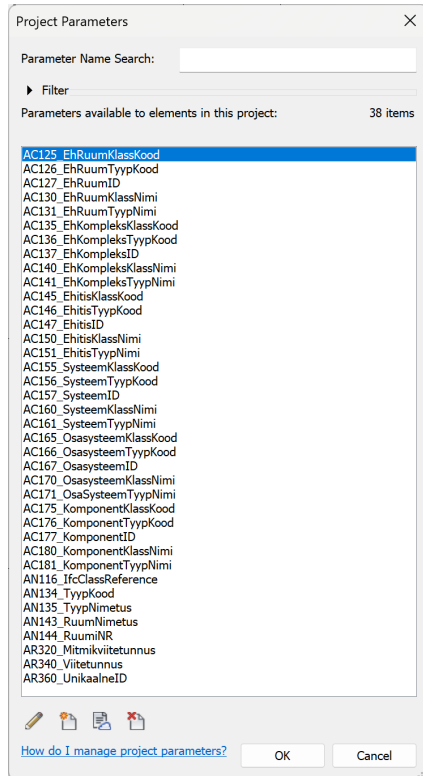 Project Parameters
Parameter Name Search:
Filter
Parameters available to elements in this project: 38 items
AC125_EhRuumKlassKood
AC126_EhRuumTyypKood
AC127_EhRuumID
AC130_EhRuumKlassNimi
AC131_EhRuumTyypNimi
AC135_EhKompleksKlassKood
AC136_EhKompleksTyypKood
AC137_EhKompleksID
AC140_EhKompleksKlassNimi
AC141_EhKompleksTyypNimi
AC145_EhitisKlassKood
AC146_EhitisTyypKood
AC147_EhitisID
AC150_EhitisKlassNimi
AC151_EhitisTyypNimi
AC155_SysteemKlassKood
AC156_SysteemTyypKood
AC157_SysteemID
AC160_SysteemKlassNimi
AC161_SysteemTyypNimi
AC165_OsasysteemKlassKood
AC166_OsasysteemTyypKood
AC167_OsasysteemID
AC170_OsasysteemKlassNimi
AC171_OsaSysteemTyypNimi
AC175_KomponentKlassKood
AC176_KomponentTyypKood
AC177_KomponentID
AC180_KomponentKlassNimi
AC181_KomponentTyypNimi
AN116_IfcClassReference
AN134_TyypKood
AN135_TyypNimetus
AN143_RuumNimetus
AN144_RuumiNR
AR320_Mitmikviitetunnus
AR340_Viitetunnus
AR360_UnikaalneID
How do I manage project parameters?
OK
Cancel